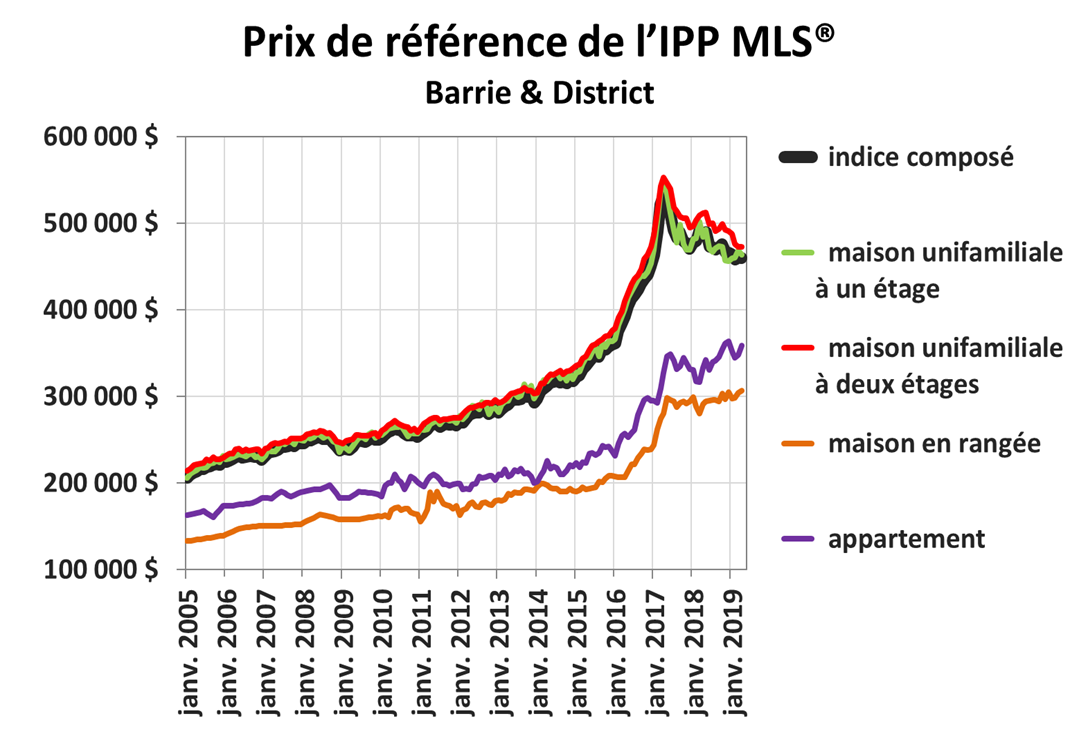 Prix de référence de l’IPP MLS®
Barrie & District
600 000 $
500 000 $
400 000 $
300 000 $
200 000 $
100 000 $
janv. 2005
janv. 2006
janv. 2007
janv. 2008
janv. 2009
janv. 2010
janv. 2011
janv. 2012
janv. 2013
janv. 2014
janv. 2015
janv. 2016
janv. 2017
janv. 2018
janv. 2019
indice composé
maison unifamiliale
à un étage
maison unifamiliale
à deux étages
maison en rangée
appartement